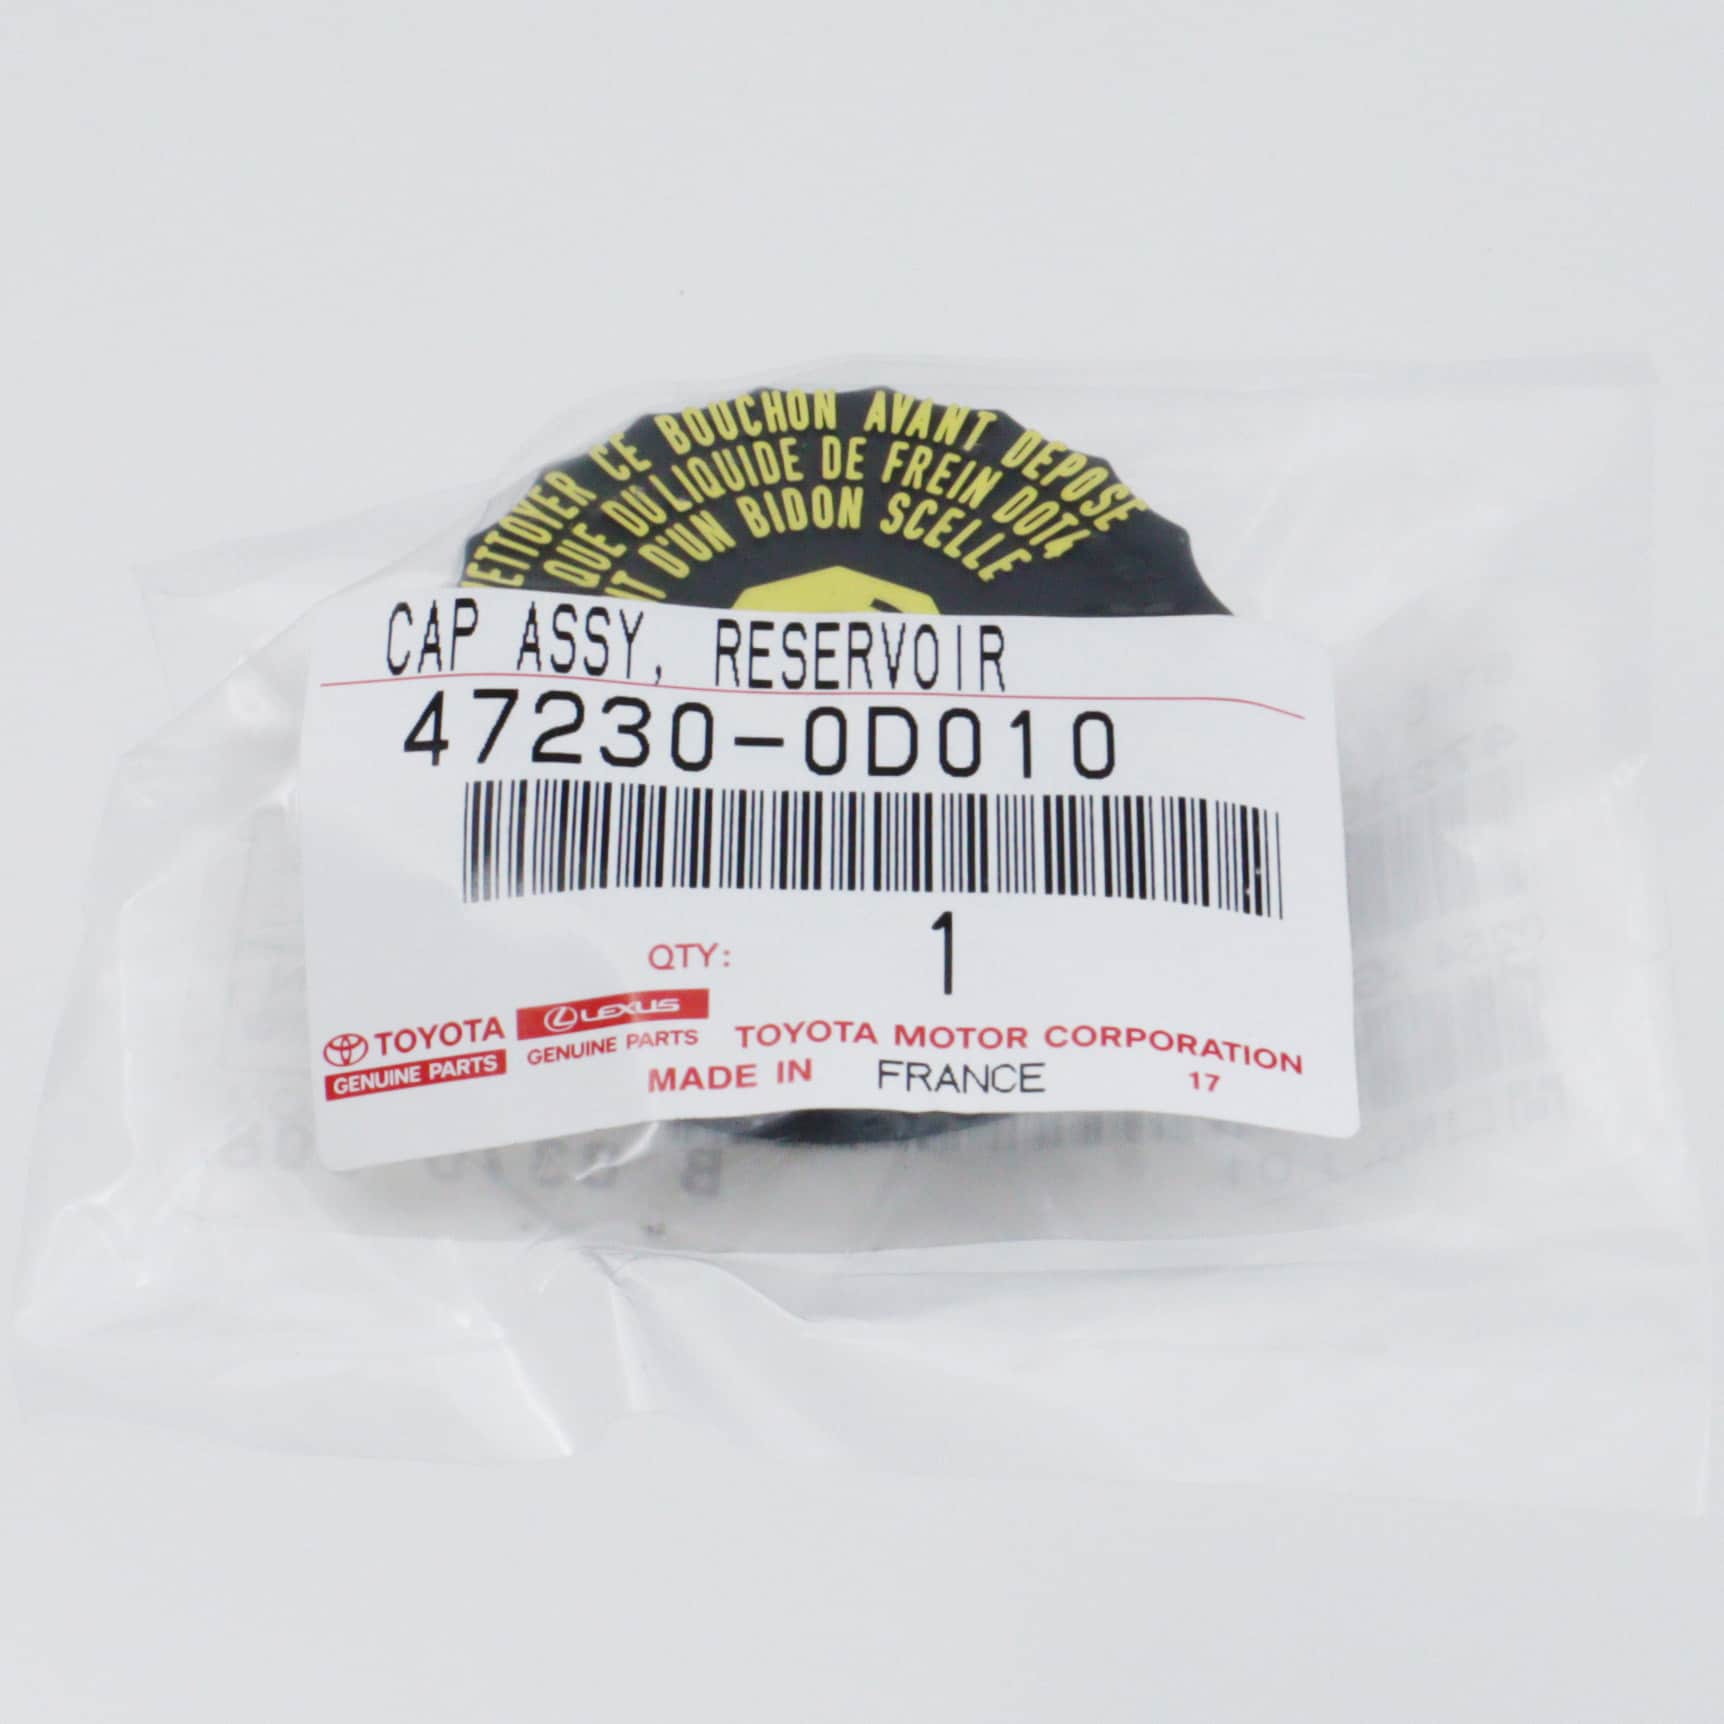 CE BOUCHON AVANT DEPOSE
QUE DU LIQUIDE DE FREIN DOT4
D'UN BIDON SCELLE
CAP ASSY, RESERVOIR
47230-0D010
QTY: 1
TOYOTA
GENUINE PARTS
LEXUS
GENUINE PARTS
TOYOTA MOTOR CORPORATION
MADE IN FRANCE 17